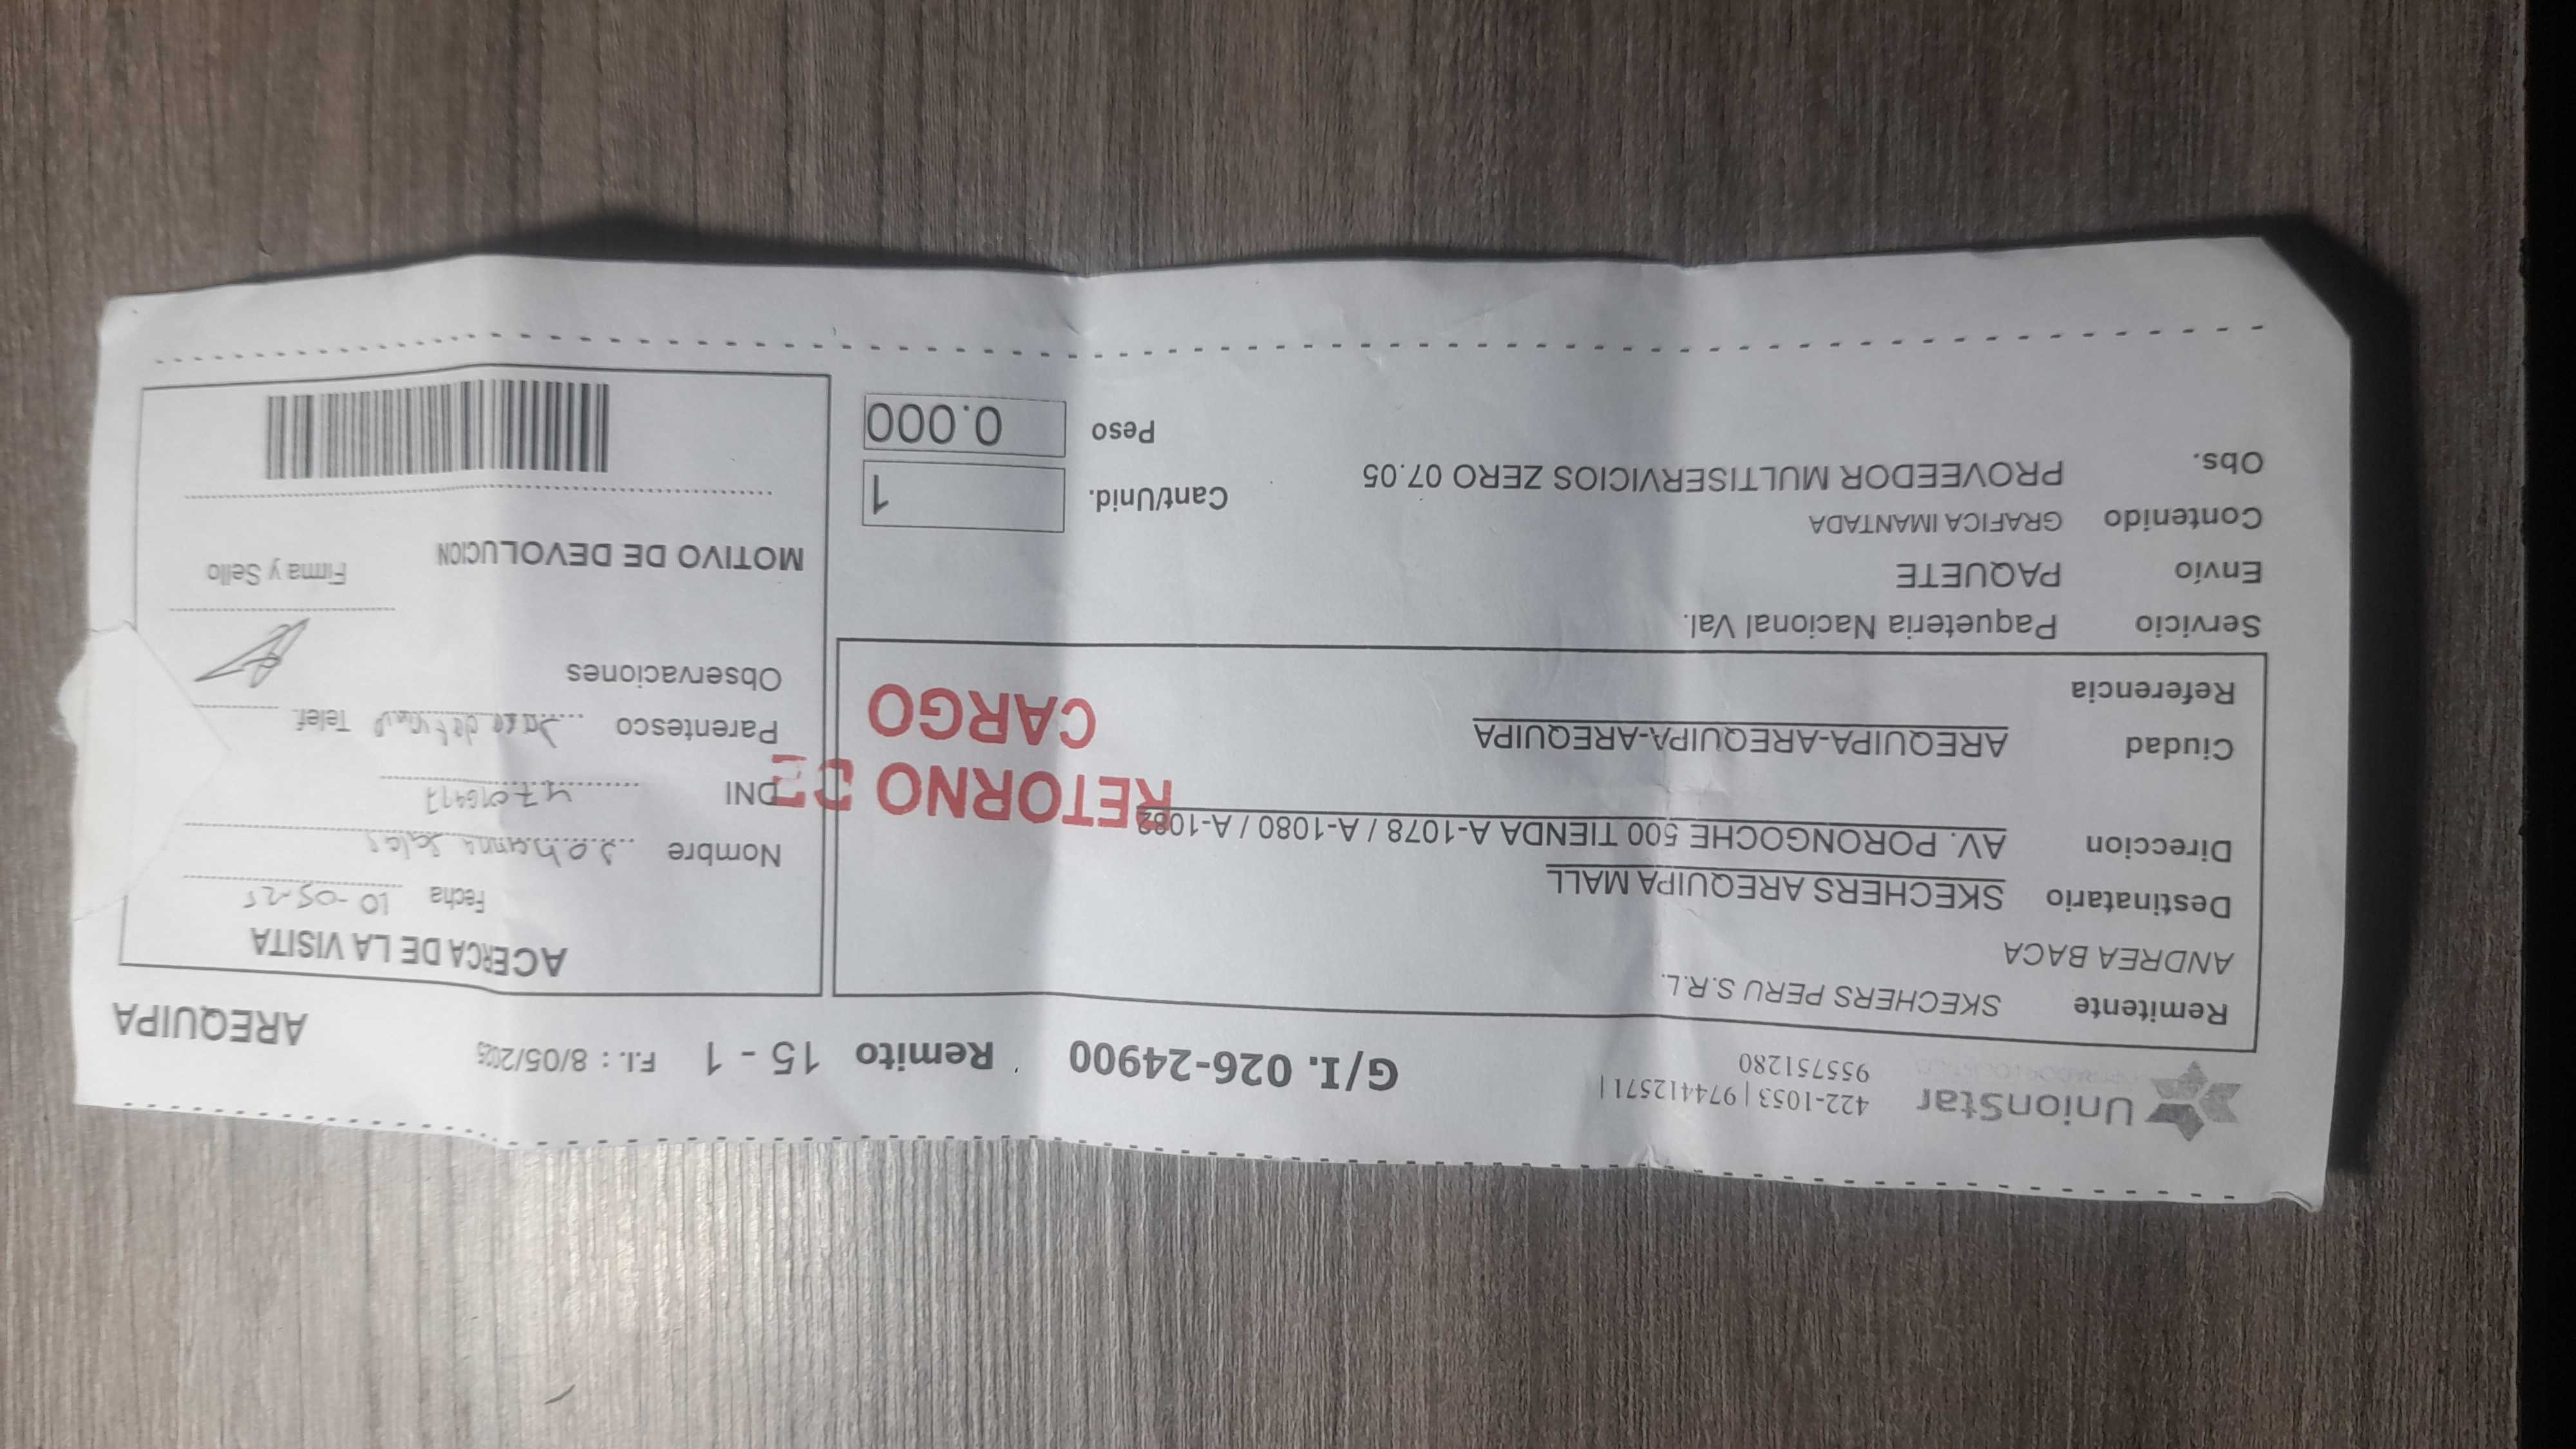 UnionStar
422-1053 | 974412571 |
955751280
G/I. 026-24900 Remito 15 - 1 F.I. : 8/05/2025 AREQUIPA
Remitente SKECHERS PERU S.R.L.
ANDREA BACA
Destinatario SKECHERS AREQUIPA MALL
Direccion AV. PORONGOCHE 500 TIENDA A-1078 / A-1080 / A-1082
Ciudad AREQUIPA-AREQUIPA-AREQUIPA
Referencia
RETORNO DE
CARGO
Servicio Paqueteria Nacional Val.
Envío PAQUETE
Contenido GRAFICA IMANTADA
Obs. PROVEEDOR MULTISERVICIOS ZERO 07.05
Cant/Unid. 1
Peso 0.000
ACERCA DE LA VISITA
Fecha 10-05-25
Nombre Johanna Salas
DNI 47016417
Parentesco Telef.
Observaciones
Firma y Sello
MOTIVO DE DEVOLUCION